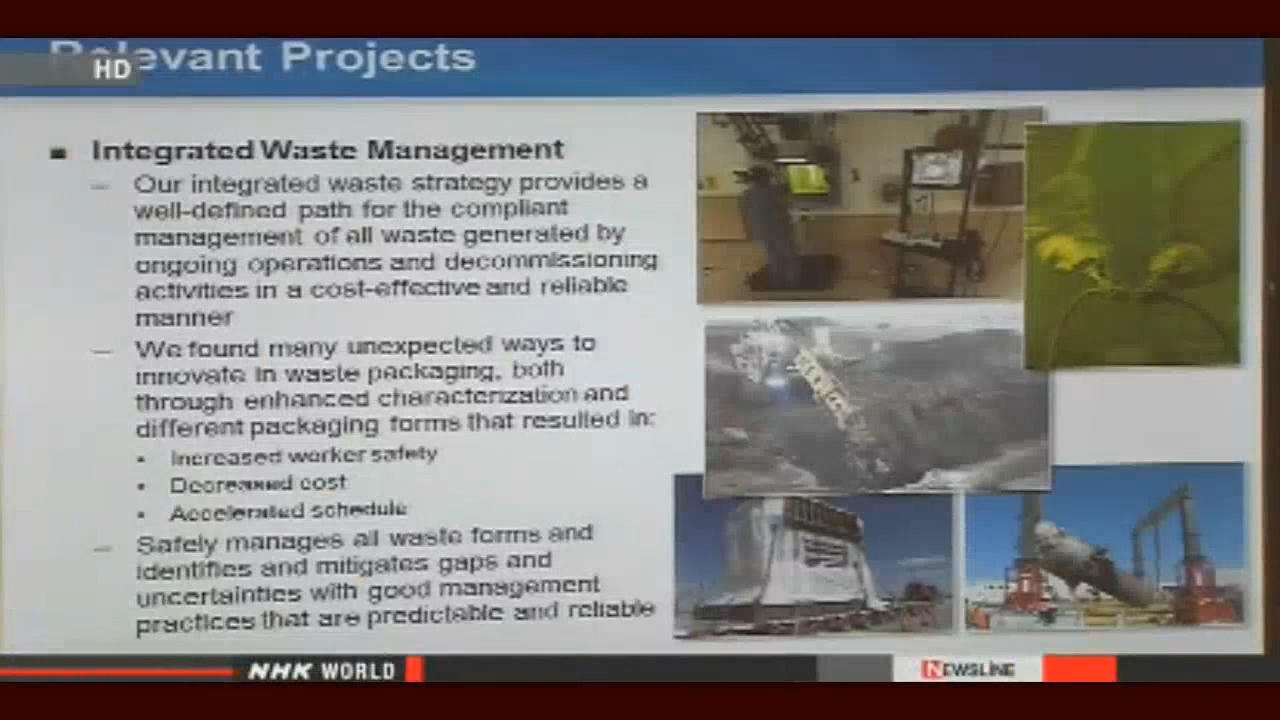 Relevant Projects
HD
■ Integrated Waste Management
– Our integrated waste strategy provides a
well-defined path for the compliant
management of all waste generated by
ongoing operations and decommissioning
activities in a cost-effective and reliable
manner
– We found many unexpected ways to
innovate in waste packaging, both
through enhanced characterization and
different packaging forms that resulted in:
• Increased worker safety
• Decreased cost
• Accelerated schedule
– Safely manages all waste forms and
identifies and mitigates gaps and
uncertainties with good management
practices that are predictable and reliable
NHK WORLD
NEWSLINE